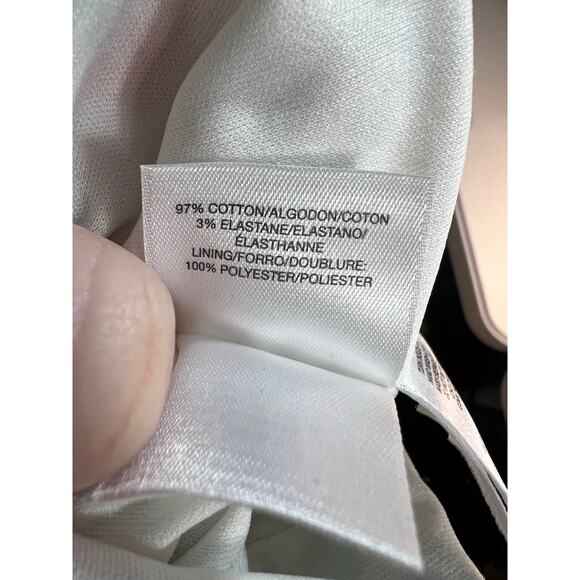 97% COTTON/ALGODON/COTON
3% ELASTANE/ELASTANO/
ÉLASTHANNE
LINING/FORRO/DOUBLURE:
100% POLYESTER/POLIESTER